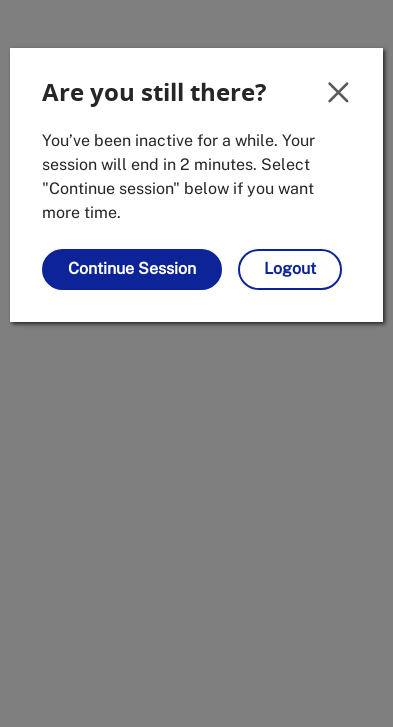 Are you still there?
You’ve been inactive for a while. Your
session will end in 2 minutes. Select
"Continue session" below if you want
more time.
Continue Session
Logout